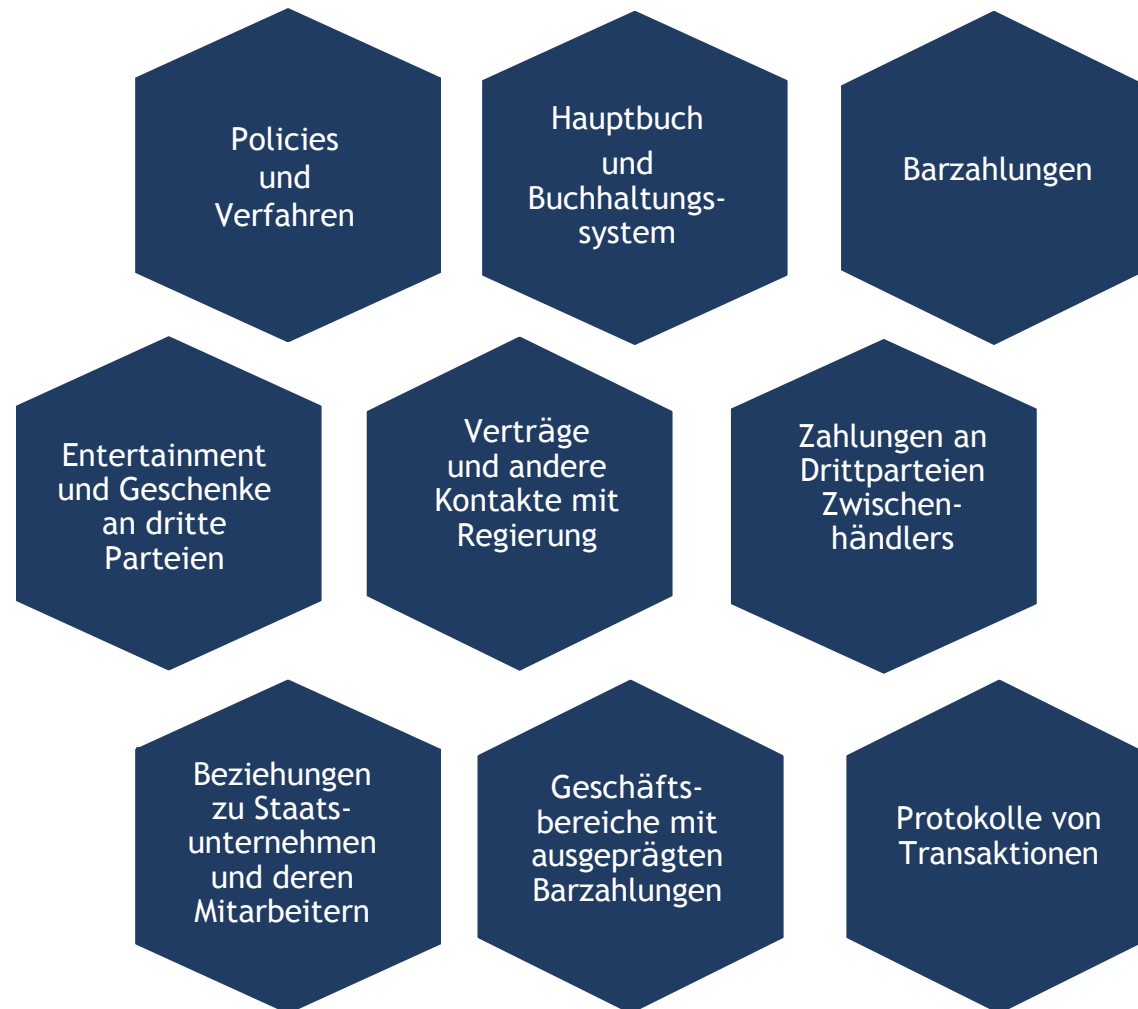 Policies
und
Verfahren
Hauptbuch
und
Buchhaltungs-
system
Barzahlungen
Entertainment
und Geschenke
an dritte
Parteien
Verträge
und andere
Kontakte mit
Regierung
Zahlungen an
Drittparteien
Zwischen-
händlers
Beziehungen
zu Staats-
unternehmen
und deren
Mitarbeitern
Geschäfts-
bereiche mit
ausgeprägten
Barzahlungen
Protokolle von
Transaktionen